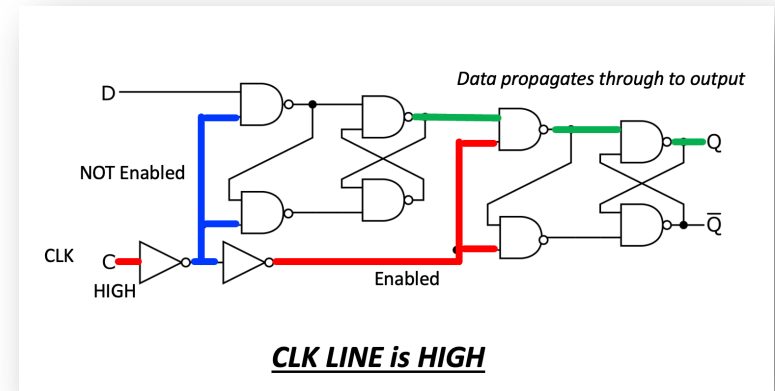 Data propagates through to output
D
Q
NOT Enabled
Q̅
CLK C
Enabled
HIGH
CLK LINE is HIGH